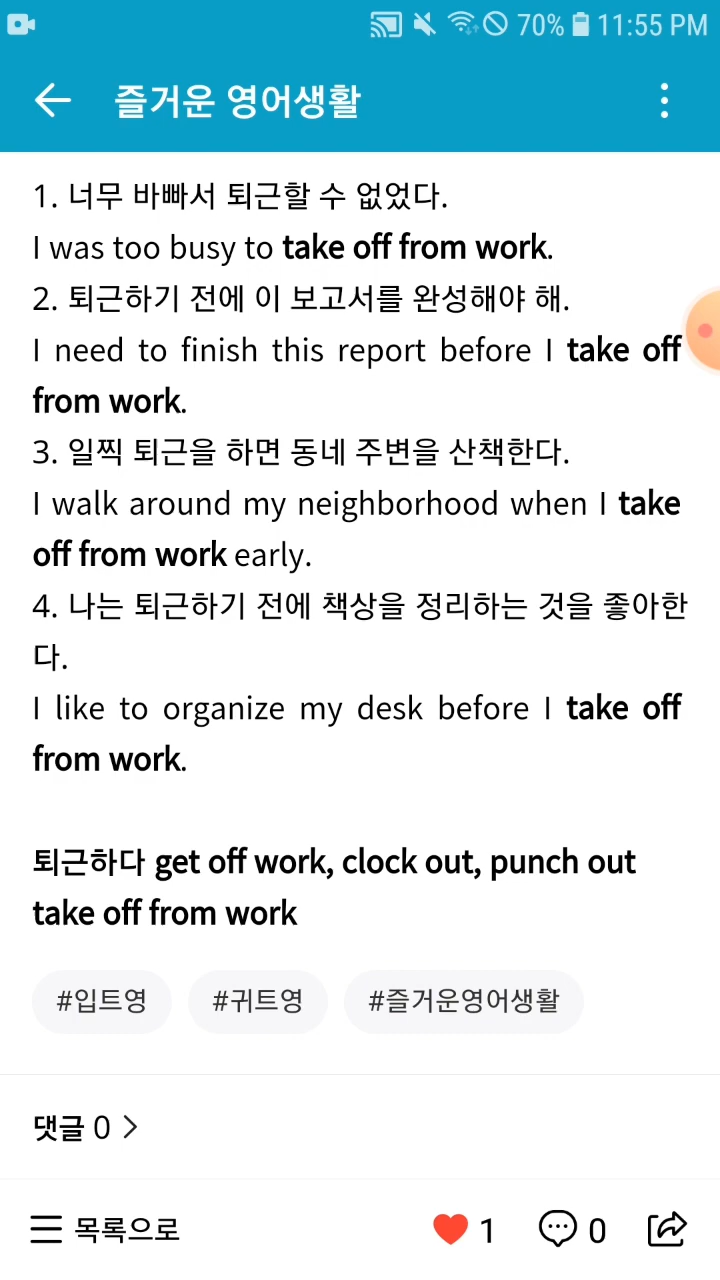 70% 11:55 PM
즐거운 영어생활
1. 너무 바빠서 퇴근할 수 없었다.
I was too busy to take off from work.
2. 퇴근하기 전에 이 보고서를 완성해야 해.
I need to finish this report before I take off
from work.
3. 일찍 퇴근을 하면 동네 주변을 산책한다.
I walk around my neighborhood when I take
off from work early.
4. 나는 퇴근하기 전에 책상을 정리하는 것을 좋아한
다.
I like to organize my desk before I take off
from work.
퇴근하다 get off work, clock out, punch out
take off from work
#입트영 #귀트영 #즐거운영어생활
댓글 0 >
목록으로 1 0